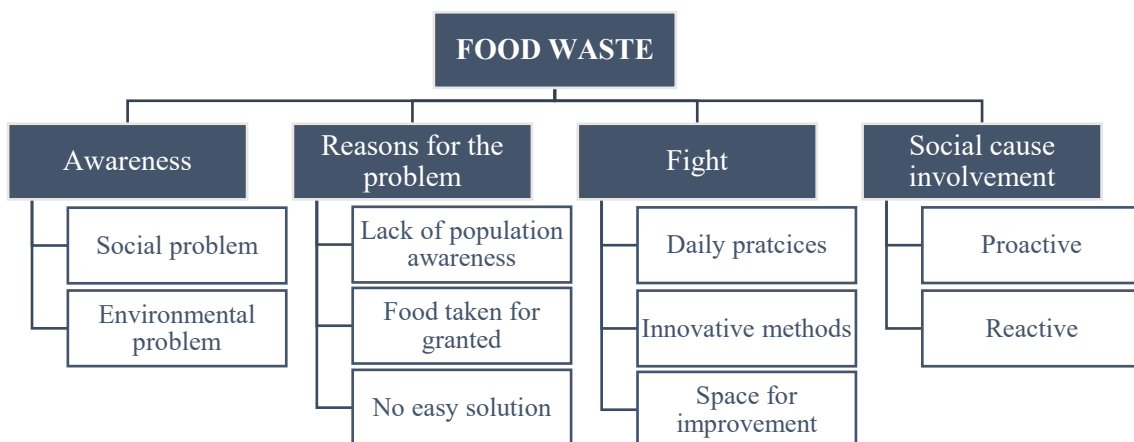 FOOD WASTE
Awareness
Social problem
Environmental
problem
Reasons for the
problem
Lack of population
awareness
Food taken for
granted
No easy solution
Fight
Daily pratcices
Innovative methods
Space for
improvement
Social cause
involvement
Proactive
Reactive